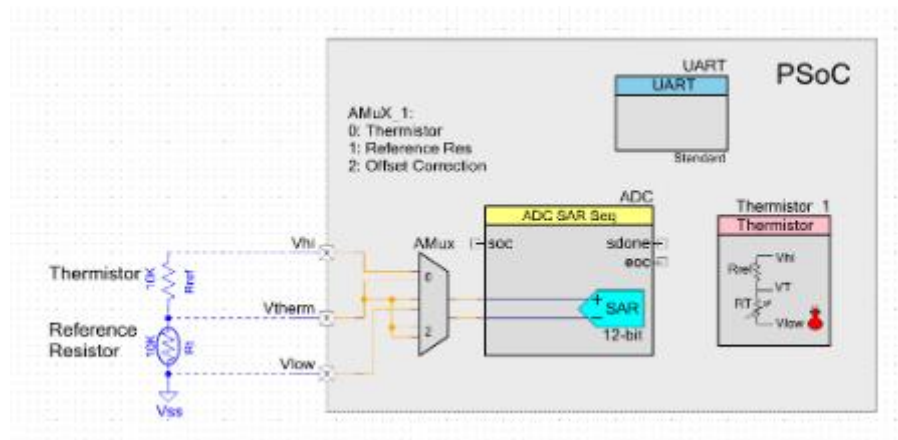 UART
UART
Standard
PSoC
AMuX_1:
0: Thermistor
1: Reference Res
2: Offset Correction
ADC
ADC SAR Seq
soc
sdone
eoc
SAR
12-bit
Thermistor_1
Thermistor
Rref
Vhi
VT
RT
Vlow
Vhi
AMux
0
2
Thermistor
10K
Rref
Vtherm
Reference
Resistor
10K
Rt
Vlow
Vss